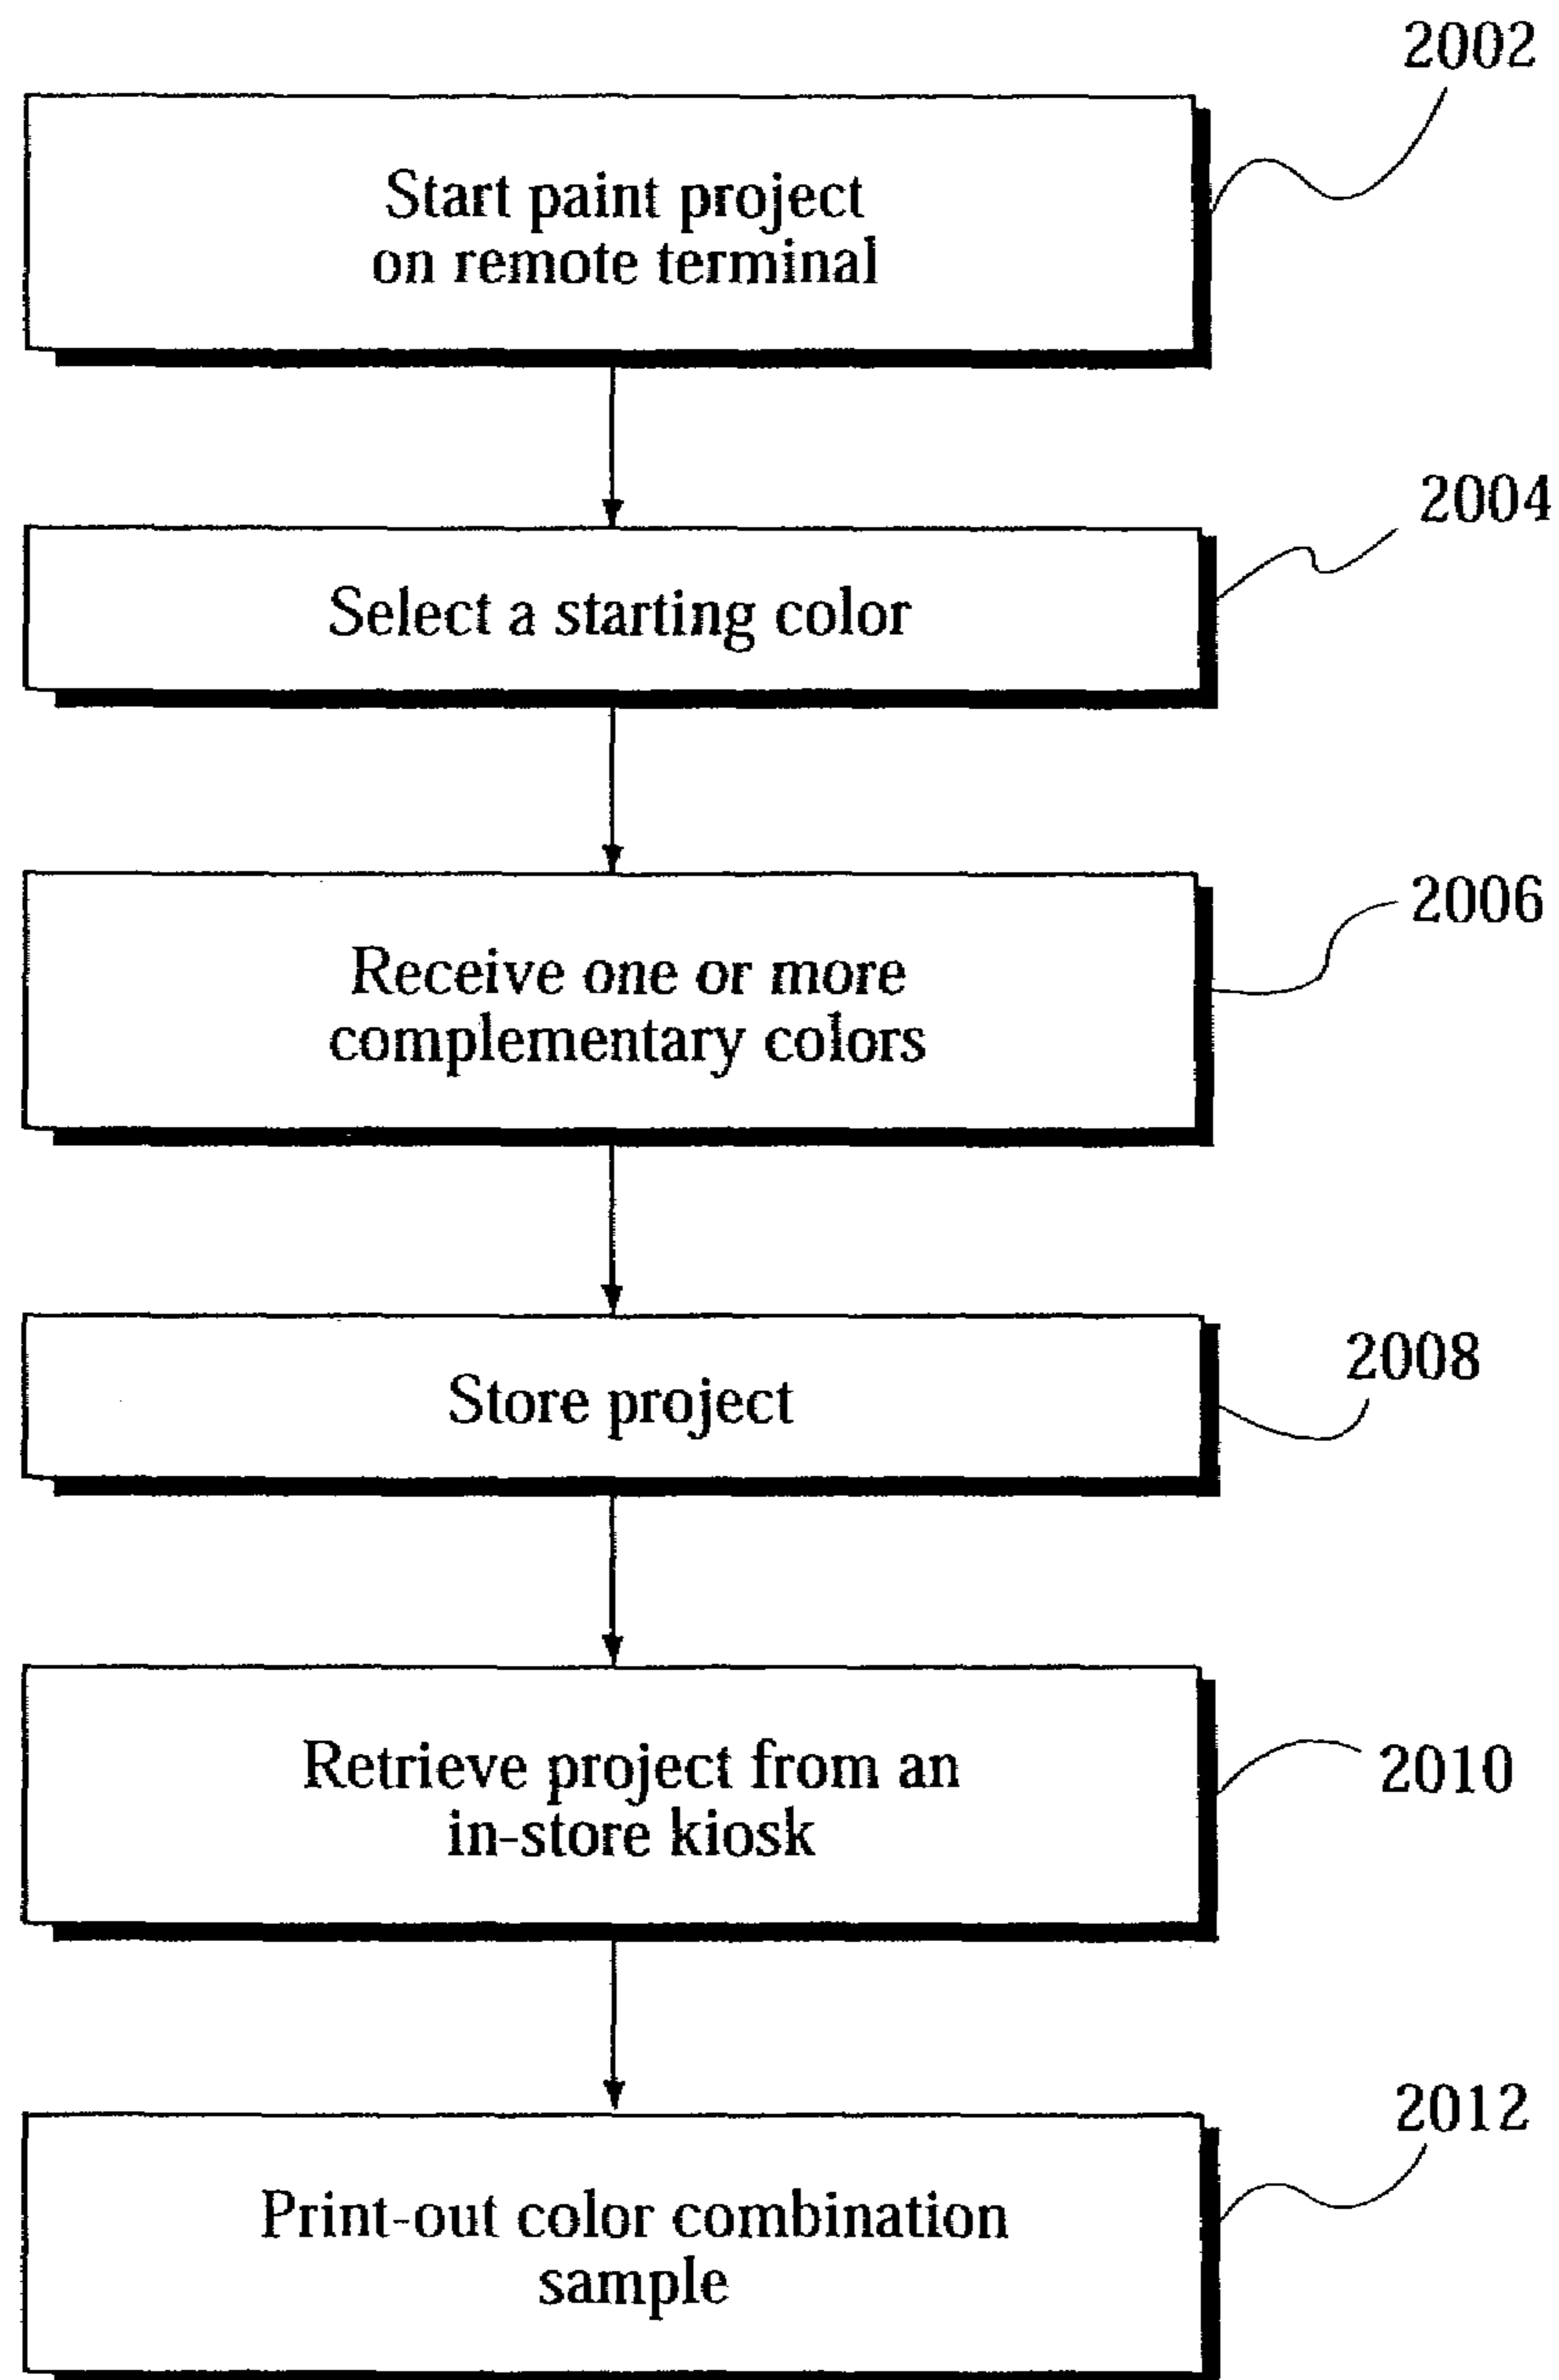 2002
Start paint project
on remote terminal
2004
Select a starting color
2006
Receive one or more
complementary colors
2008
Store project
2010
Retrieve project from an
in-store kiosk
2012
Print-out color combination
sample